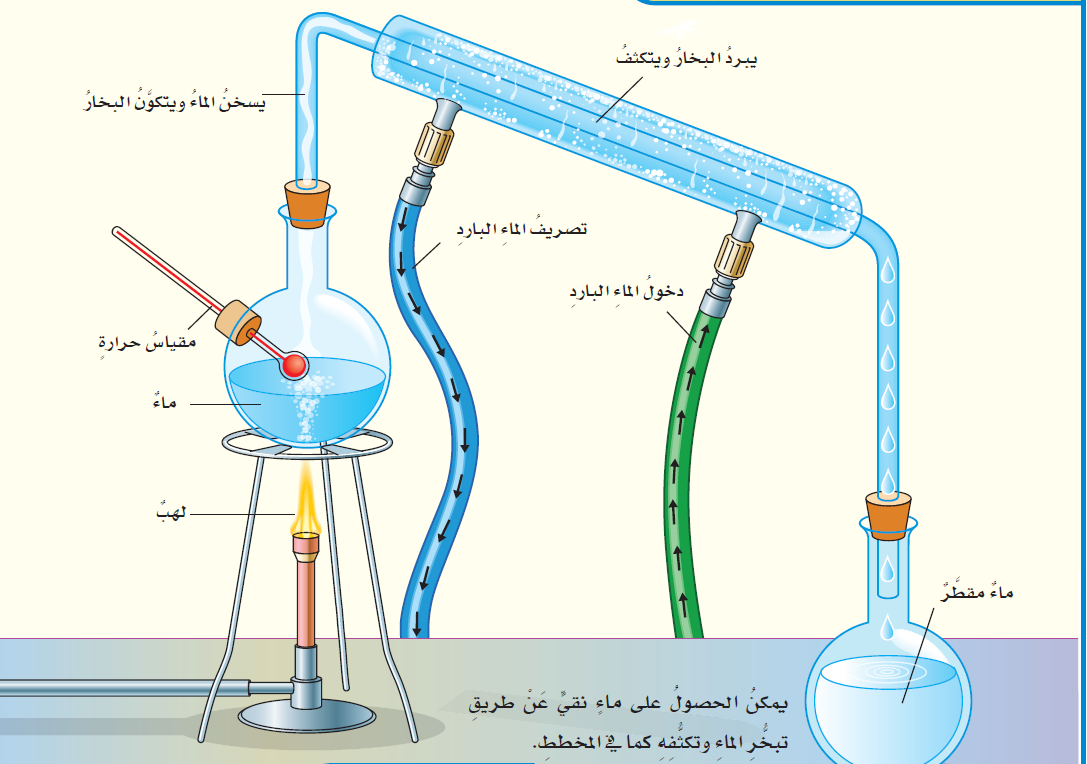 يبردُ البخارُ ويتكثفُ
يسخنُ الماءُ ويتكوَّنُ البخارُ
تصريفُ الماءِ الباردِ
دخولُ الماءِ الباردِ
مقياسُ حرارةٍ
ماءٌ
لهبٌ
ماءٌ مقطَّرٌ
يمكنُ الحصولُ على ماءٍ نقيٍّ عَنْ طريقِ
تبخُّرِ الماءِ وتكثُّفِهِ كما في المخططِ.